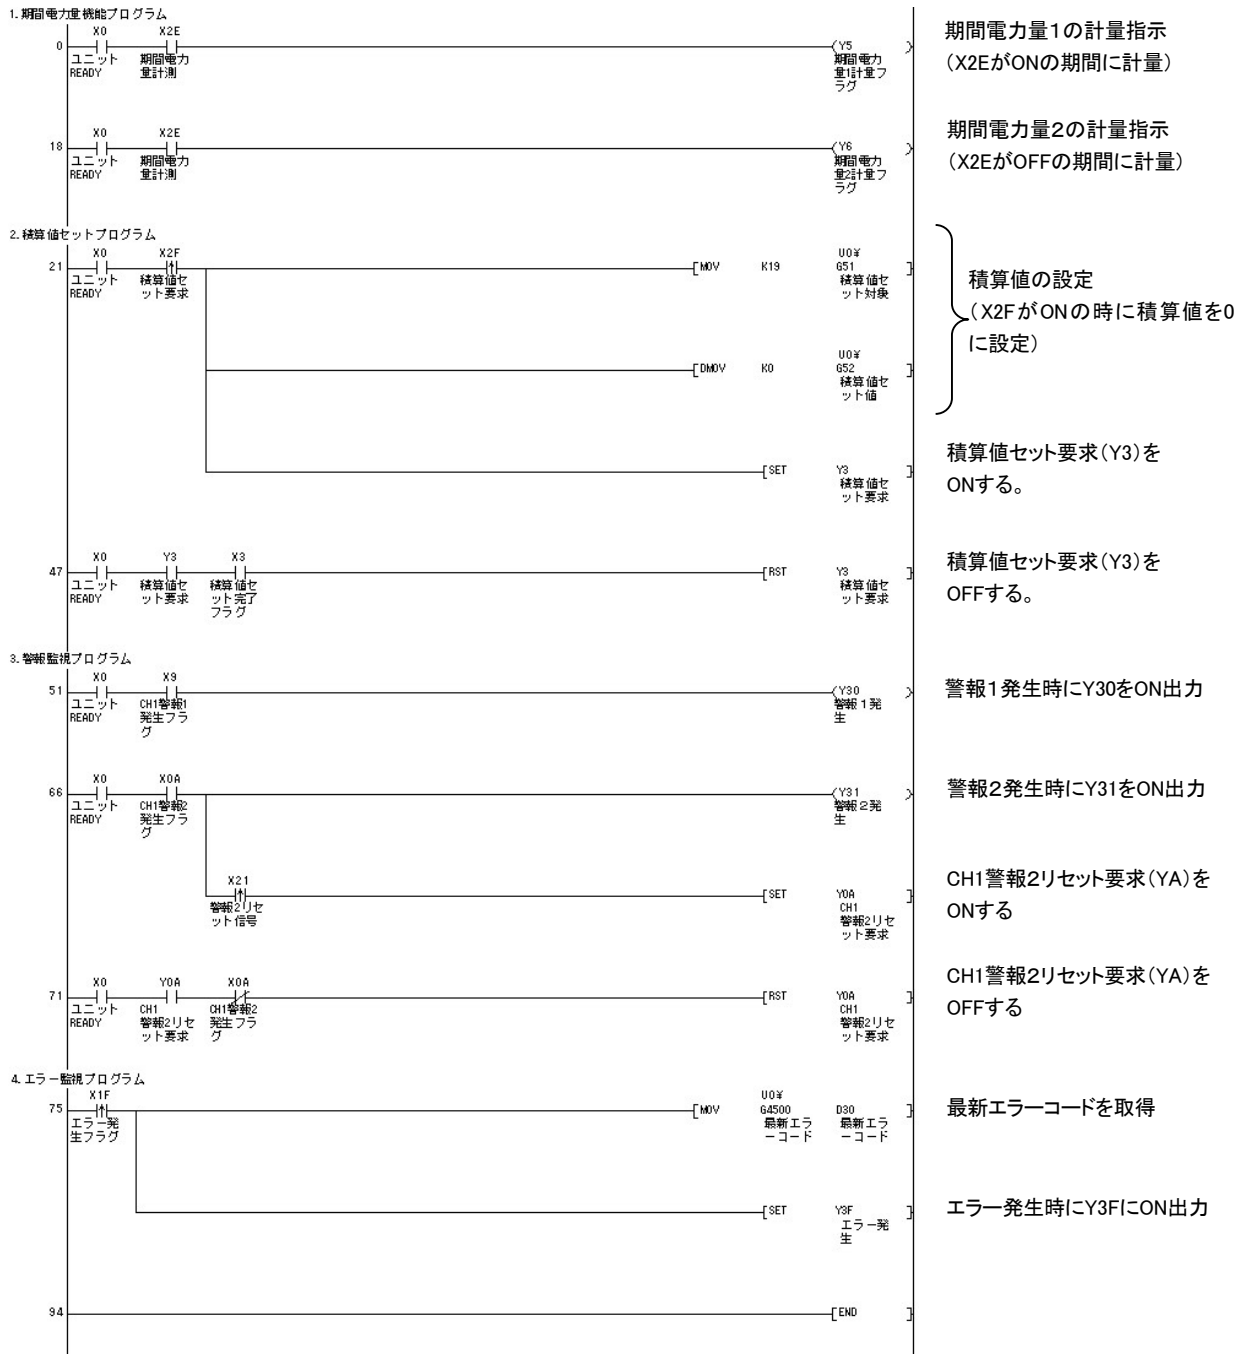 1.期間電力量機能プログラム
X0 X2E
0 Y5
ユニット READY 期間電力量計測 期間電力量1計量フラグ
期間電力量1の計量指示
(X2EがONの期間に計量)
X0 X2E
18 Y6
ユニット READY 期間電力量計測 期間電力量2計量フラグ
期間電力量2の計量指示
(X2EがOFFの期間に計量)
2.積算値セットプログラム
X0 X2F U0¥
21 MOV K19 G51
ユニット READY 積算値セット要求 積算値セット対象
U0¥
DMOV K0 G52
積算値セット値
積算値の設定
(X2FがONの時に積算値を0
に設定)
SET Y3
積算値セット要求
積算値セット要求(Y3)を
ONする。
X0 Y3 X3
47 RST Y3
ユニット READY 積算値セット要求 積算値セット完了フラグ 積算値セット要求
積算値セット要求(Y3)を
OFFする。
3.警報監視プログラム
X0 X9
51 Y30
ユニット READY CH1警報1発生フラグ 警報1発生
警報1発生時にY30をON出力
X0 X0A
66 Y31
ユニット READY CH1警報2発生フラグ 警報2発生
警報2発生時にY31をON出力
X21
SET Y0A
警報2リセット信号 CH1 警報2リセット要求
CH1警報2リセット要求(YA)を
ONする
X0 Y0A X0A
71 RST Y0A
ユニット READY CH1 警報2リセット要求 CH1警報2発生フラグ CH1 警報2リセット要求
CH1警報2リセット要求(YA)を
OFFする
4.エラー監視プログラム
X1F U0¥
75 MOV G4500 D30
エラー発生フラグ 最新エラーコード 最新エラーコード
最新エラーコードを取得
SET Y3F
エラー発生
エラー発生時にY3FにON出力
94 END